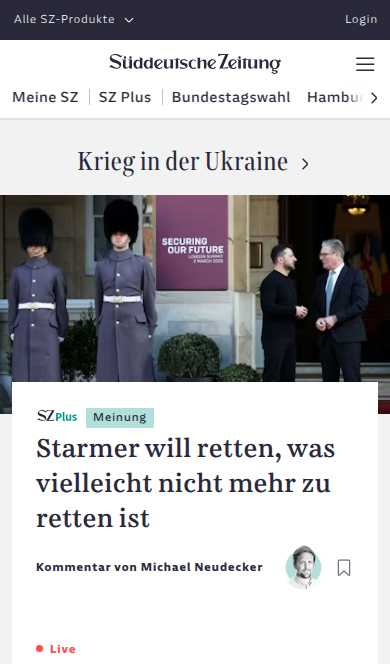 Alle SZ-Produkte
Login
Süddeutsche Zeitung
Meine SZ
SZ Plus
Bundestagswahl
Hambu
Krieg in der Ukraine
SECURING
OUR FUTURE
LONDON SUMMIT
2 MARCH 2025
SZ Plus
Meinung
Starmer will retten, was
vielleicht nicht mehr zu
retten ist
Kommentar von Michael Neudecker
Live